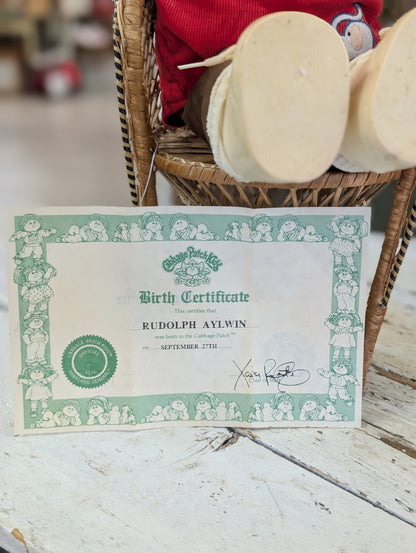 Cabbage Patch Kids
Birth Certificate
This certifies that
RUDOLPH AYLWIN
was born in the Cabbage Patch™
on SEPTEMBER 27TH
OFFICIAL